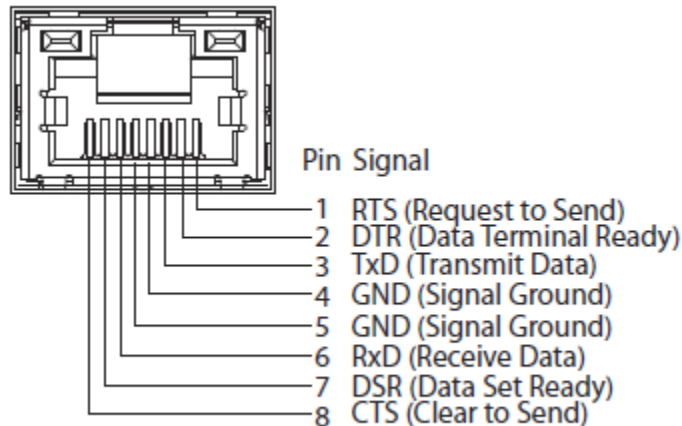 Pin Signal
1 RTS (Request to Send)
2 DTR (Data Terminal Ready)
3 TxD (Transmit Data)
4 GND (Signal Ground)
5 GND (Signal Ground)
6 RxD (Receive Data)
7 DSR (Data Set Ready)
8 CTS (Clear to Send)